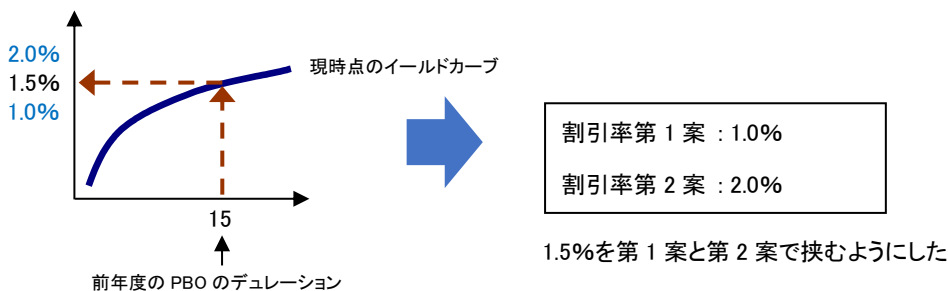 2.0%
1.5%
1.0%
現時点のイールドカーブ
15
前年度の PBO のデュレーション
割引率第 1 案 : 1.0%
割引率第 2 案 : 2.0%
1.5%を第 1 案と第 2 案で挟むようにした